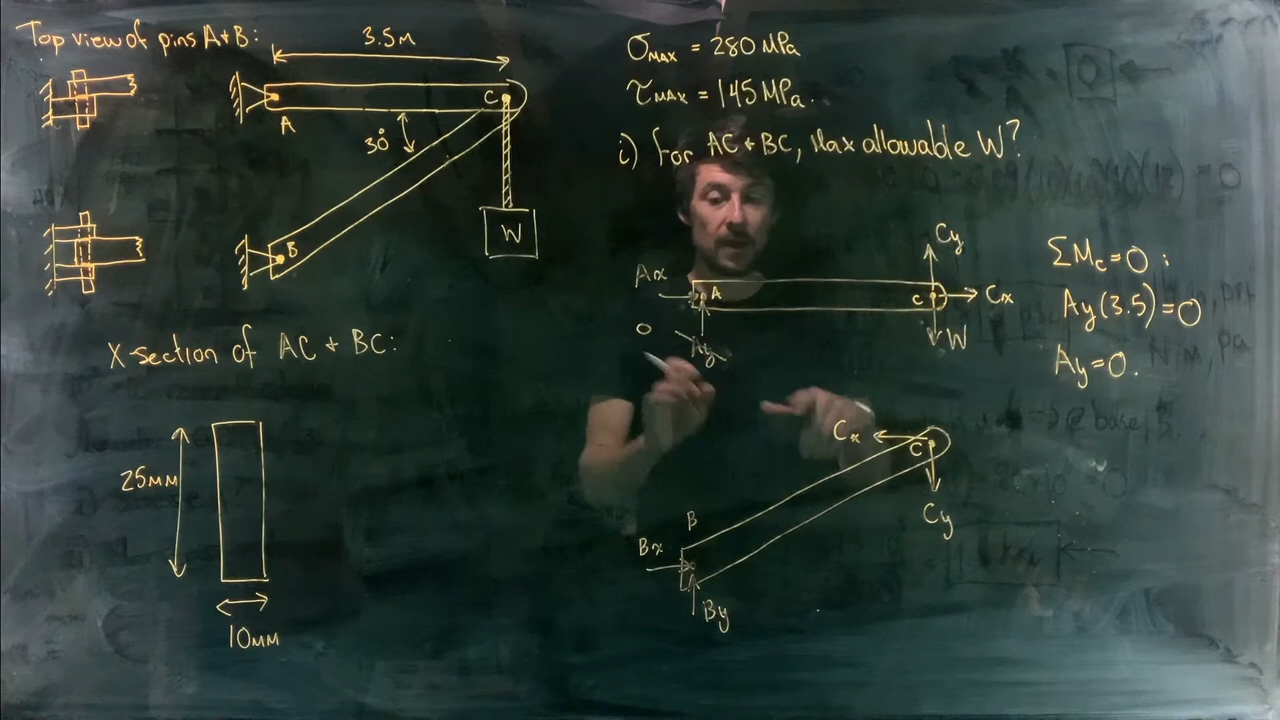 Top view of pins A+B:
3.5m
C
A
30°
B
W
X-section of AC + BC:
25mm
10mm
σMAX = 280 MPa
τMAX = 145 MPa.
i) for AC + BC, Max allowable W?
Cy
Ax
A
C
Cx
W
0
Ay
ΣMc=0:
Ay(3.5)=0
Ay=0.
Cx
C
Cy
B
Bx
By